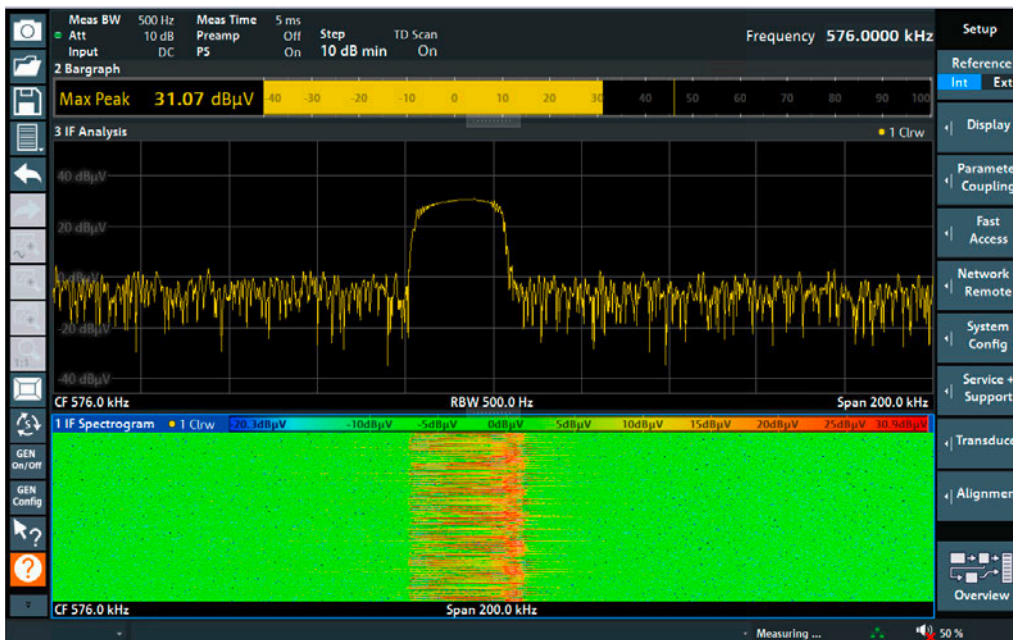 Meas BW 500 Hz Meas Time 5 ms
Att 10 dB Preamp Off Step TD Scan
Input DC PS On 10 dB min On
Frequency 576.0000 kHz
Setup
2 Bargraph
Reference
Int Ext
Max Peak 31.07 dBµV -40 -30 -20 -10 0 10 20 30 40 50 60 70 80 90 100
3 IF Analysis 1 Clrw
Display
40 dBµV
Paramete
Coupling
20 dBµV
Fast
Access
0 dBµV
Network
Remote
-20 dBµV
System
Config
1:1
-40 dBµV
Service +
Support
CF 576.0 kHz RBW 500.0 Hz Span 200.0 kHz
1 IF Spectrogram 1 Clrw -20.3dBµV -10dBµV -5dBµV 0dBµV 5dBµV 10dBµV 15dBµV 20dBµV 25dBµV 30.9dBµV
Transduce
GEN
On/Off
GEN
Config
Alignmen
?
?
Overview
CF 576.0 kHz Span 200.0 kHz
Measuring ... 50 %